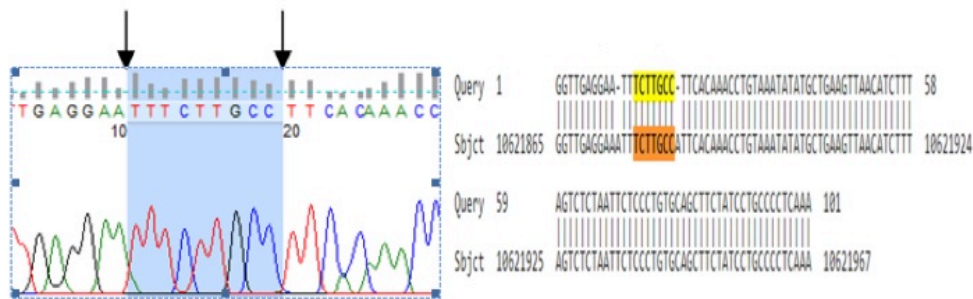 T G A G G A A T T T C T T G C C T T C A C A A A C C
10 20
Query 1 GGTTGAGGAA-TTTCTTGCC-TTCACAAACCTGTAAATATATGCTGAAGTTAACATCTTT 58
Sbjct 10621865 GGTTGAGGAAATTTCTTGCCATTCACAAACCTGTAAATATATGCTGAAGTTAACATCTTT 10621924
Query 59 AGTCTCTAATTCTCCCTGTGCAGCTTCTATCCTGCCCCTCAAA 101
Sbjct 10621925 AGTCTCTAATTCTCCCTGTGCAGCTTCTATCCTGCCCCTCAAA 10621967